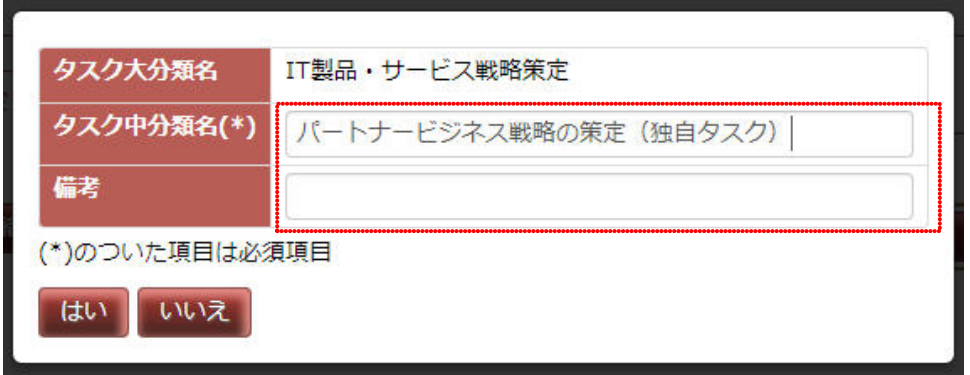 タスク大分類名 IT製品・サービス戦略策定
タスク中分類名(*) パートナービジネス戦略の策定（独自タスク）
備考
(*)のついた項目は必須項目
はい いいえ